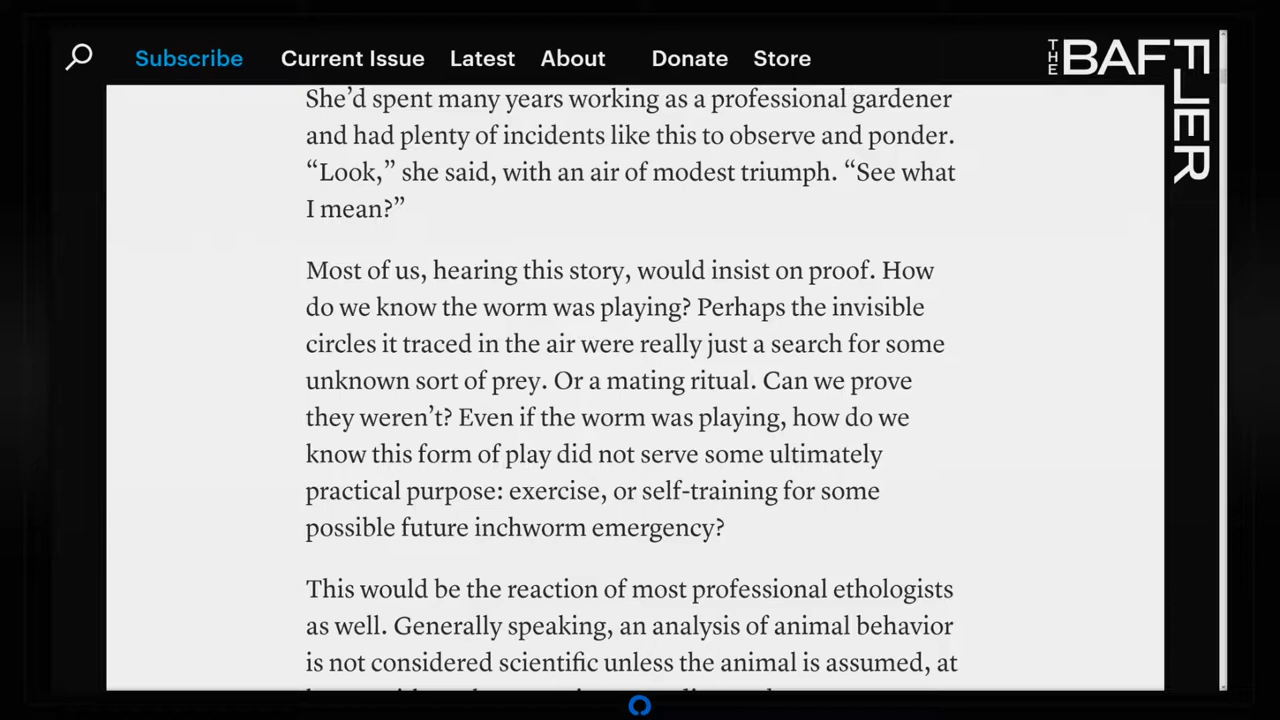 Subscribe Current Issue Latest About Donate Store
THE BAFFLER
She’d spent many years working as a professional gardener
and had plenty of incidents like this to observe and ponder.
“Look,” she said, with an air of modest triumph. “See what
I mean?”
Most of us, hearing this story, would insist on proof. How
do we know the worm was playing? Perhaps the invisible
circles it traced in the air were really just a search for some
unknown sort of prey. Or a mating ritual. Can we prove
they weren’t? Even if the worm was playing, how do we
know this form of play did not serve some ultimately
practical purpose: exercise, or self-training for some
possible future inchworm emergency?
This would be the reaction of most professional ethologists
as well. Generally speaking, an analysis of animal behavior
is not considered scientific unless the animal is assumed, at